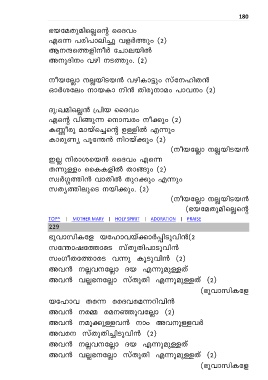 180
ഭയമേതുമില്ലെന്റെ ദൈവം
എന്നെ പരിപാലിച്ചു വളർത്തും (2)
ആനന്ദതൈലിനീർ ചോലയിൽ
അനുദിനം വഴി നടത്തും. (2)
നീയല്ലോ നല്ലയിടയൻ വഴികാട്ടും സ്നേഹിതൻ
ഓർശലേം നായകാ നിൻ തിരുനാമം പാവനം (2)
ദുഃഖമില്ലെൻ പ്രിയ ദൈവം
എന്റെ വിങ്ങുന്ന നൊമ്പരം നീക്കും (2)
കണ്ണീരു മായ്ച്ചെന്റെ ഉള്ളിൽ എന്നും
കാരുണ്യ പൂന്തേൻ നിറയ്ക്കും (2)
(നീയല്ലോ നല്ലയിടയൻ
ഇല്ല നിരാശയെൻ ദൈവം എന്നെ
തന്നുള്ളം കൈകളിൽ താങ്ങും (2)
സ്വർഗ്ഗത്തിൻ വാതിൽ തുറക്കും എന്നും
സത്യത്തിലൂടെ നയിക്കും. (2)
(നീയല്ലോ നല്ലയിടയൻ
(ഭയമേതുമില്ലെന്റെ
TOP↑ | MOTHER MARY | HOLY SPIRIT | ADORATION | PRAISE
229
ഭൂവാസികളേ യഹോവയ്ക്കാർപ്പിടുവിൻ(2
സന്തോഷത്തോടെ സ്തുതിപാടുവിൻ
സംഗീതത്തോടെ വന്നു കൂടുവിൻ (2)
അവൻ നല്ലവനല്ലോ ദയ എന്നുമുള്ളത്
അവൻ വല്ലഭനല്ലോ സ്തുതി എന്നുമുള്ളത് (2)
(ഭൂവാസികളേ
യഹോവ തന്നെ ദൈവമെന്നറിവിൻ
അവൻ നമ്മെ മെനഞ്ഞുവല്ലോ (2)
അവൻ നമുക്കുള്ളവൻ നാം അവനുള്ളവർ
അവനെ സ്തുതിച്ചിടുവിൻ (2)
അവൻ നല്ലവനല്ലോ ദയ എന്നുമുള്ളത്
അവൻ വല്ലഭനല്ലോ സ്തുതി എന്നുമുള്ളത് (2)
(ഭൂവാസികളേ